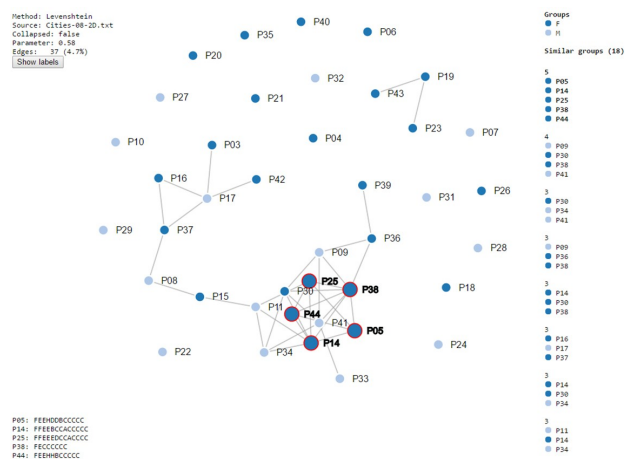 Method: Levenshtein
Source: Cities-08-2D.txt
Collapsed: false
Parameter: 0.58
Edges: 37 (4.7%)
Show labels
P40
P35
P06
P20
P32
P19
P27
P21
P43
P10
P03
P04
P23
P07
P16
P42
P39
P17
P31
P26
P29
P37
P36
P09
P28
P08
P25
P30
P38
P18
P15
P11
P44
P41
P05
P14
P34
P24
P22
P33
P05: FEEHDDBCCCCC
P14: FFEEBCCACCCCC
P25: FFEEEDCCACCCC
P38: FECCCCCC
P44: FEEHHBCCCCC
Groups
F
M
Similar groups (18)
5
P05
P14
P25
P38
P44
4
P09
P30
P38
P41
3
P30
P34
P41
3
P09
P36
P38
3
P14
P30
P38
3
P16
P17
P37
3
P14
P30
P34
3
P11
P14
P34